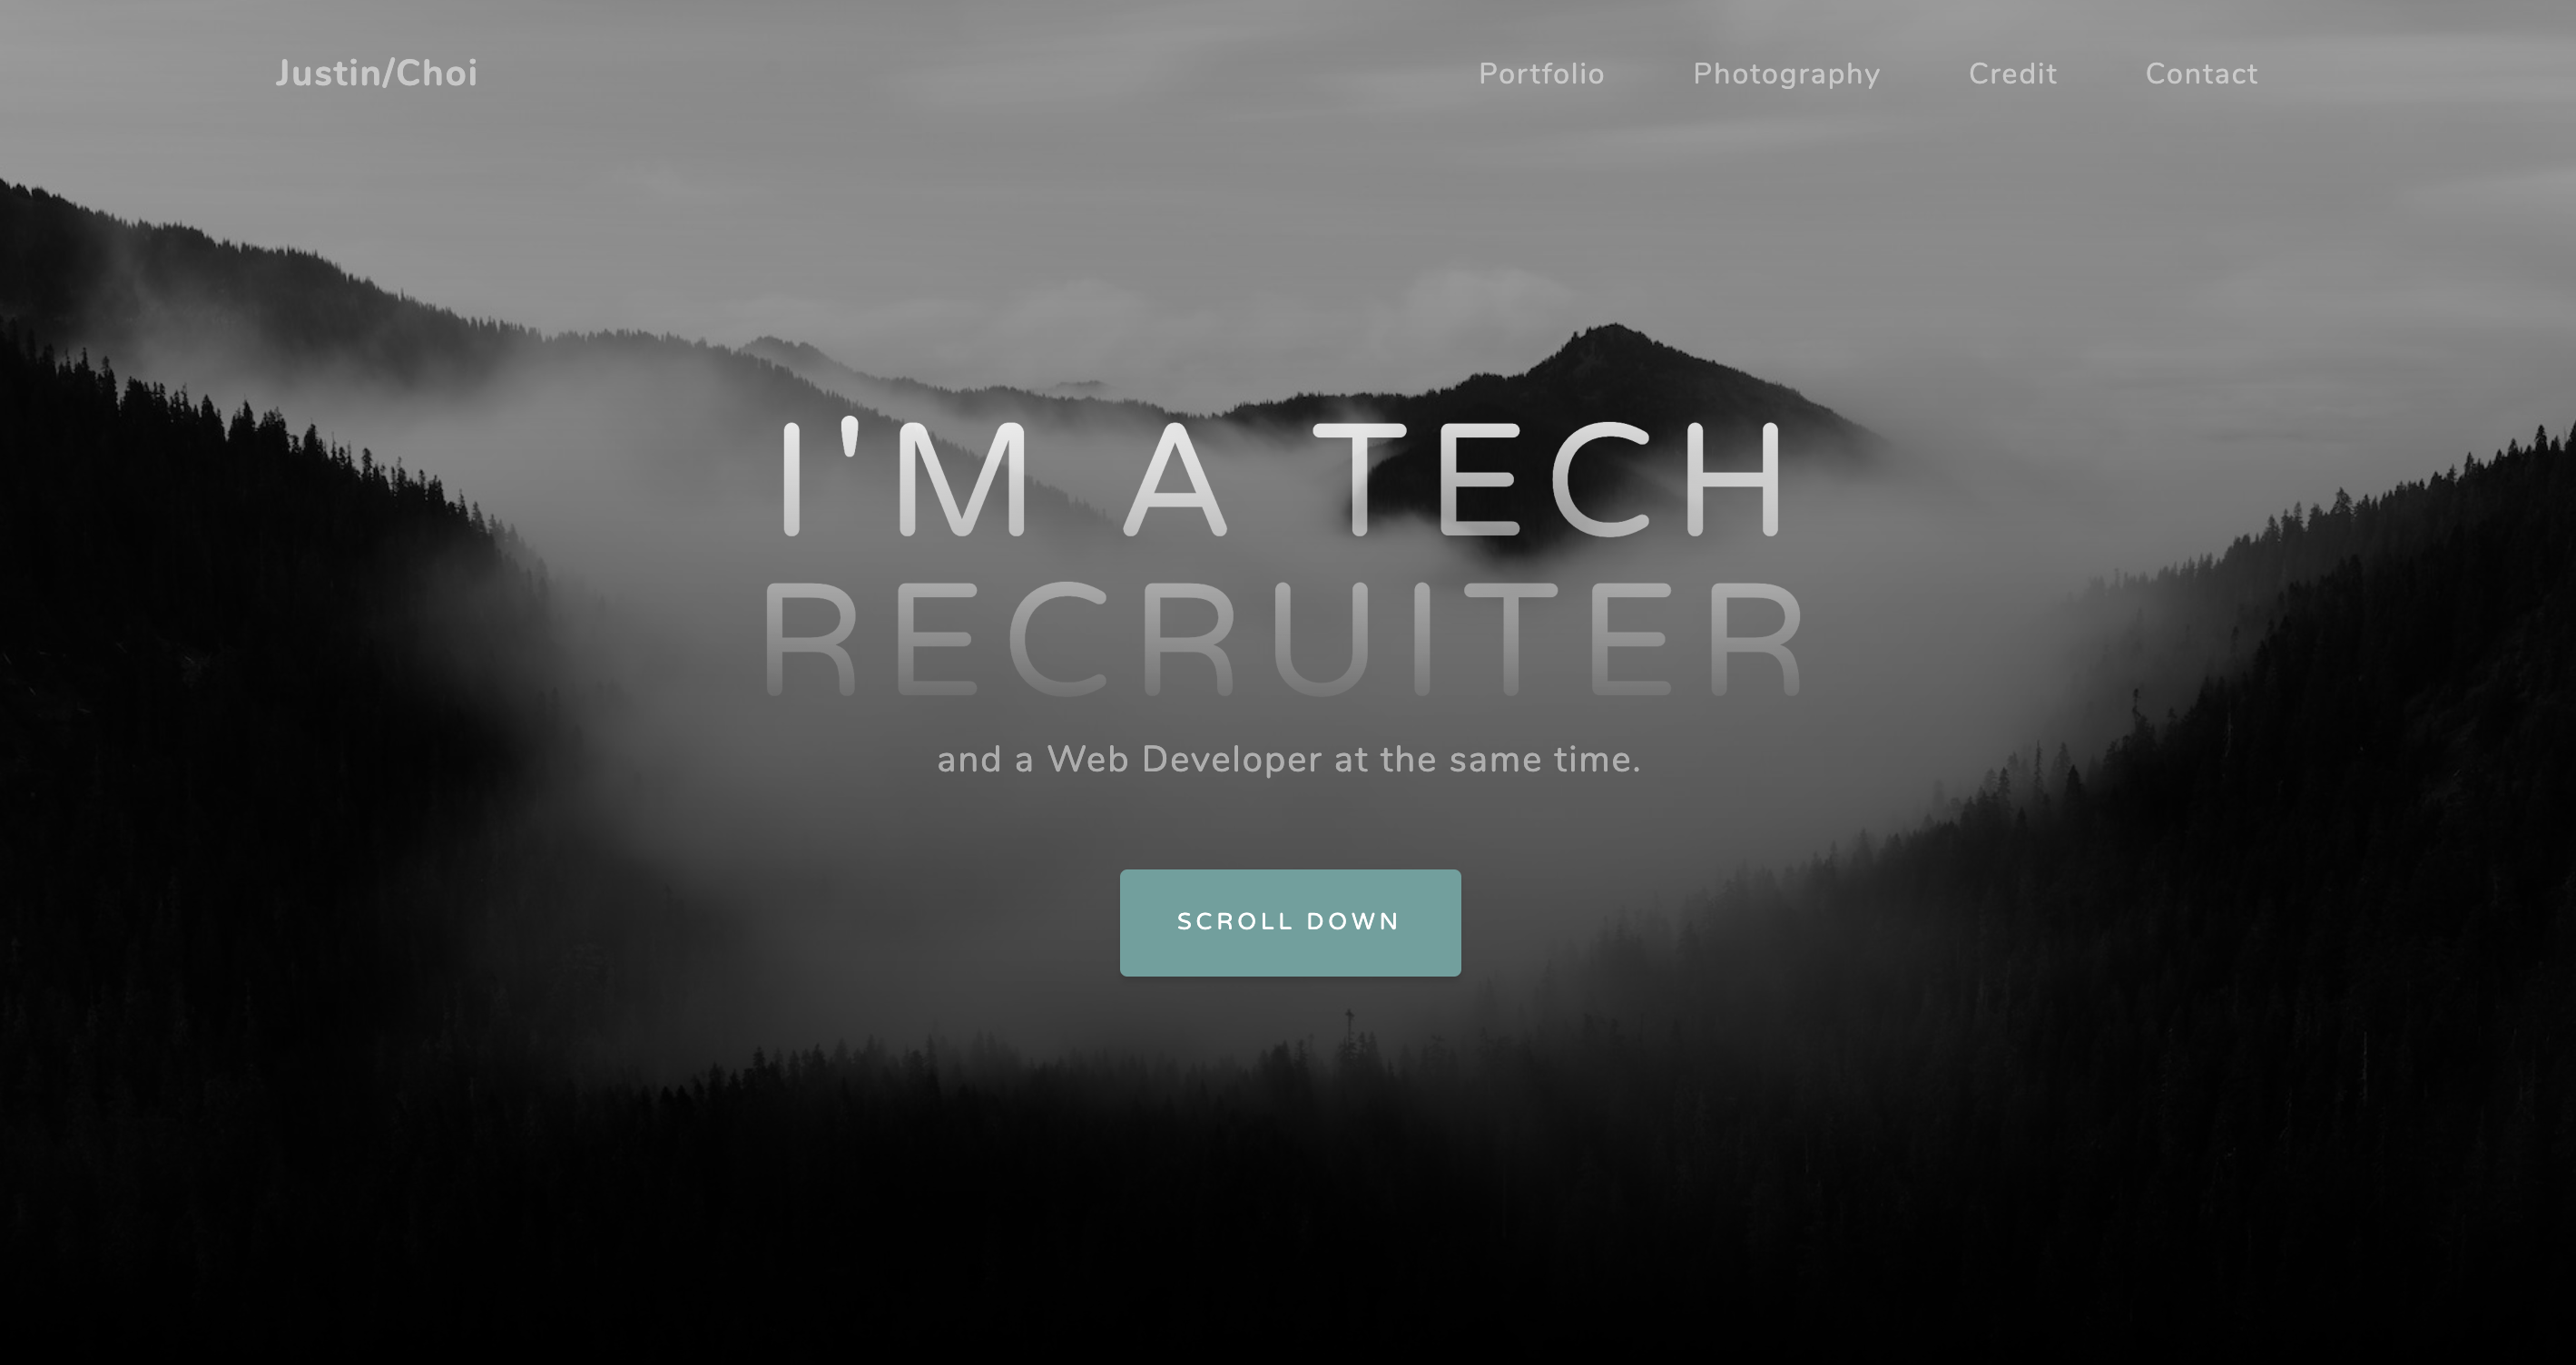 Justin/Choi
Portfolio Photography Credit Contact
I'M A TECH
RECRUITER
and a Web Developer at the same time.
SCROLL DOWN